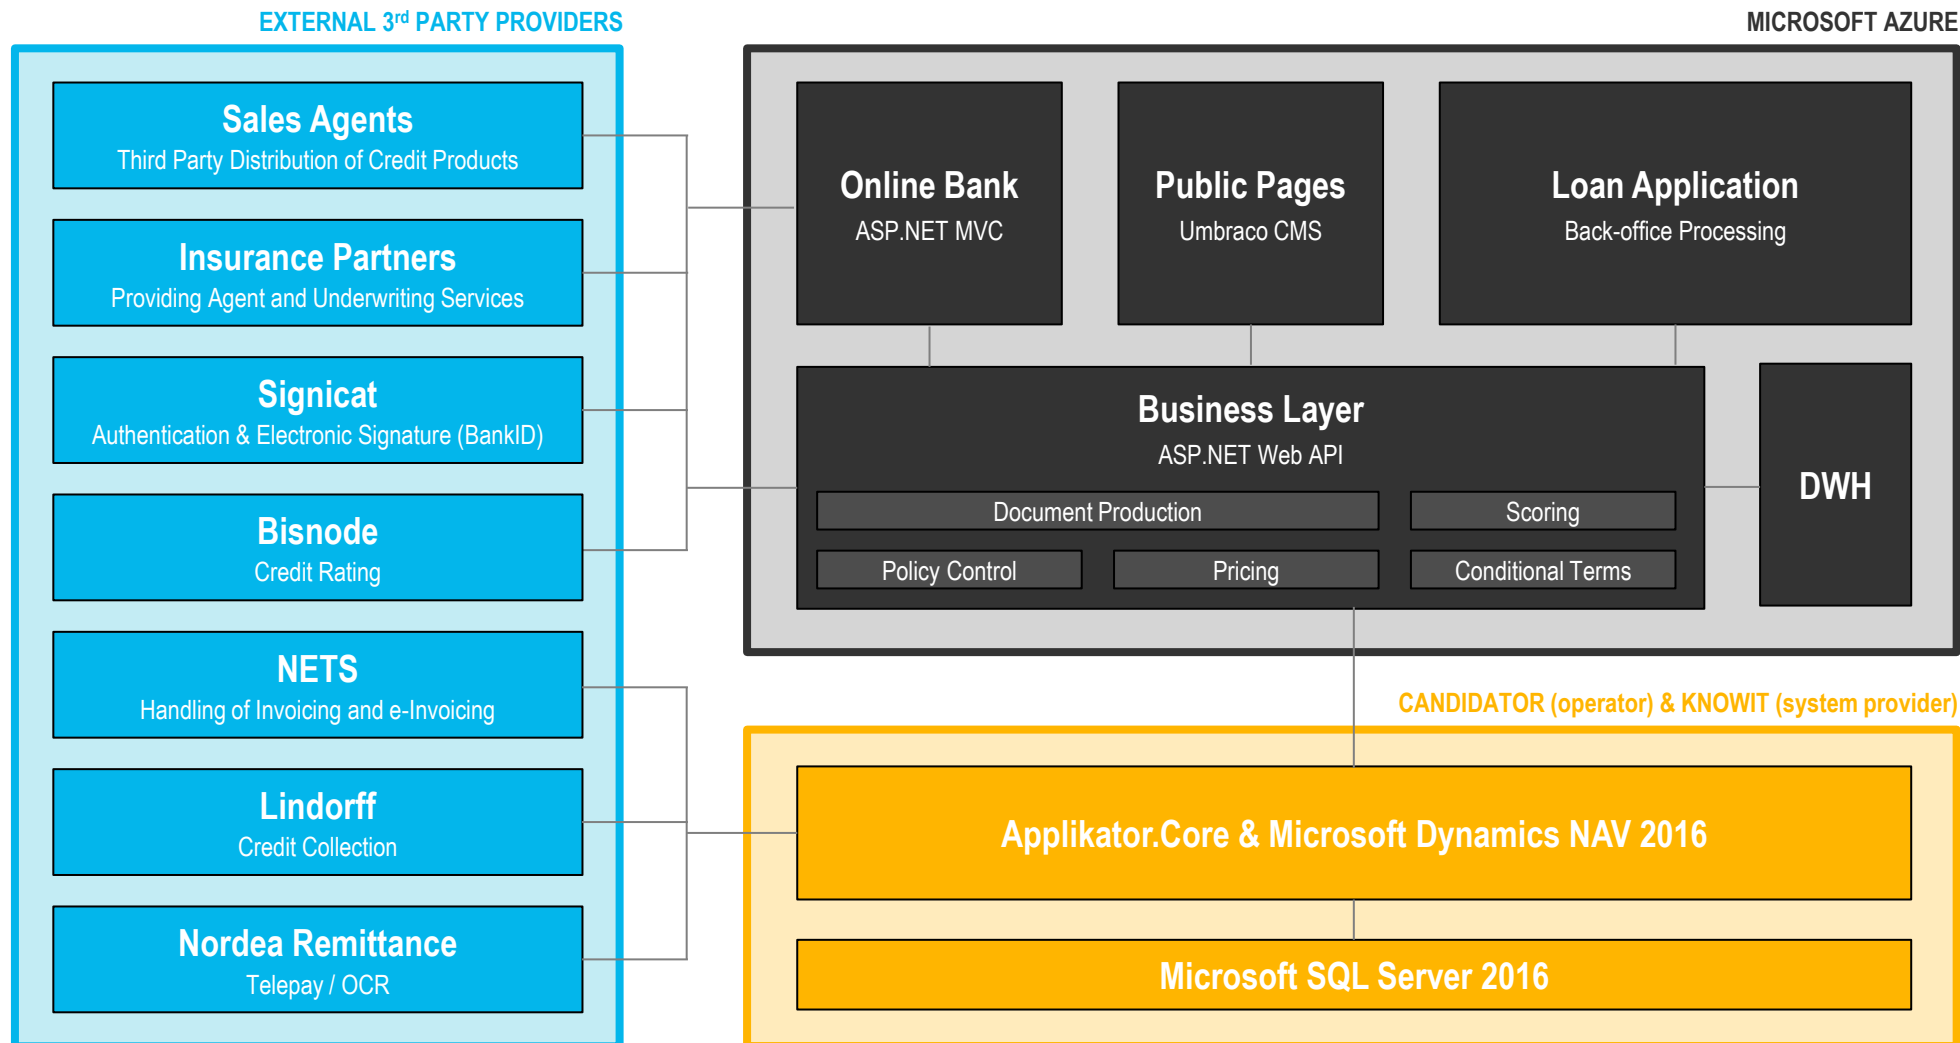 EXTERNAL 3rd PARTY PROVIDERS
Sales Agents
Third Party Distribution of Credit Products
Insurance Partners
Providing Agent and Underwriting Services
Signicat
Authentication & Electronic Signature (BankID)
Bisnode
Credit Rating
NETS
Handling of Invoicing and e-Invoicing
Lindorff
Credit Collection
Nordea Remittance
Telepay / OCR
MICROSOFT AZURE
Online Bank
ASP.NET MVC
Public Pages
Umbraco CMS
Loan Application
Back-office Processing
Business Layer
ASP.NET Web API
Document Production
Scoring
Policy Control
Pricing
Conditional Terms
DWH
CANDIDATOR (operator) & KNOWIT (system provider)
Applikator.Core & Microsoft Dynamics NAV 2016
Microsoft SQL Server 2016